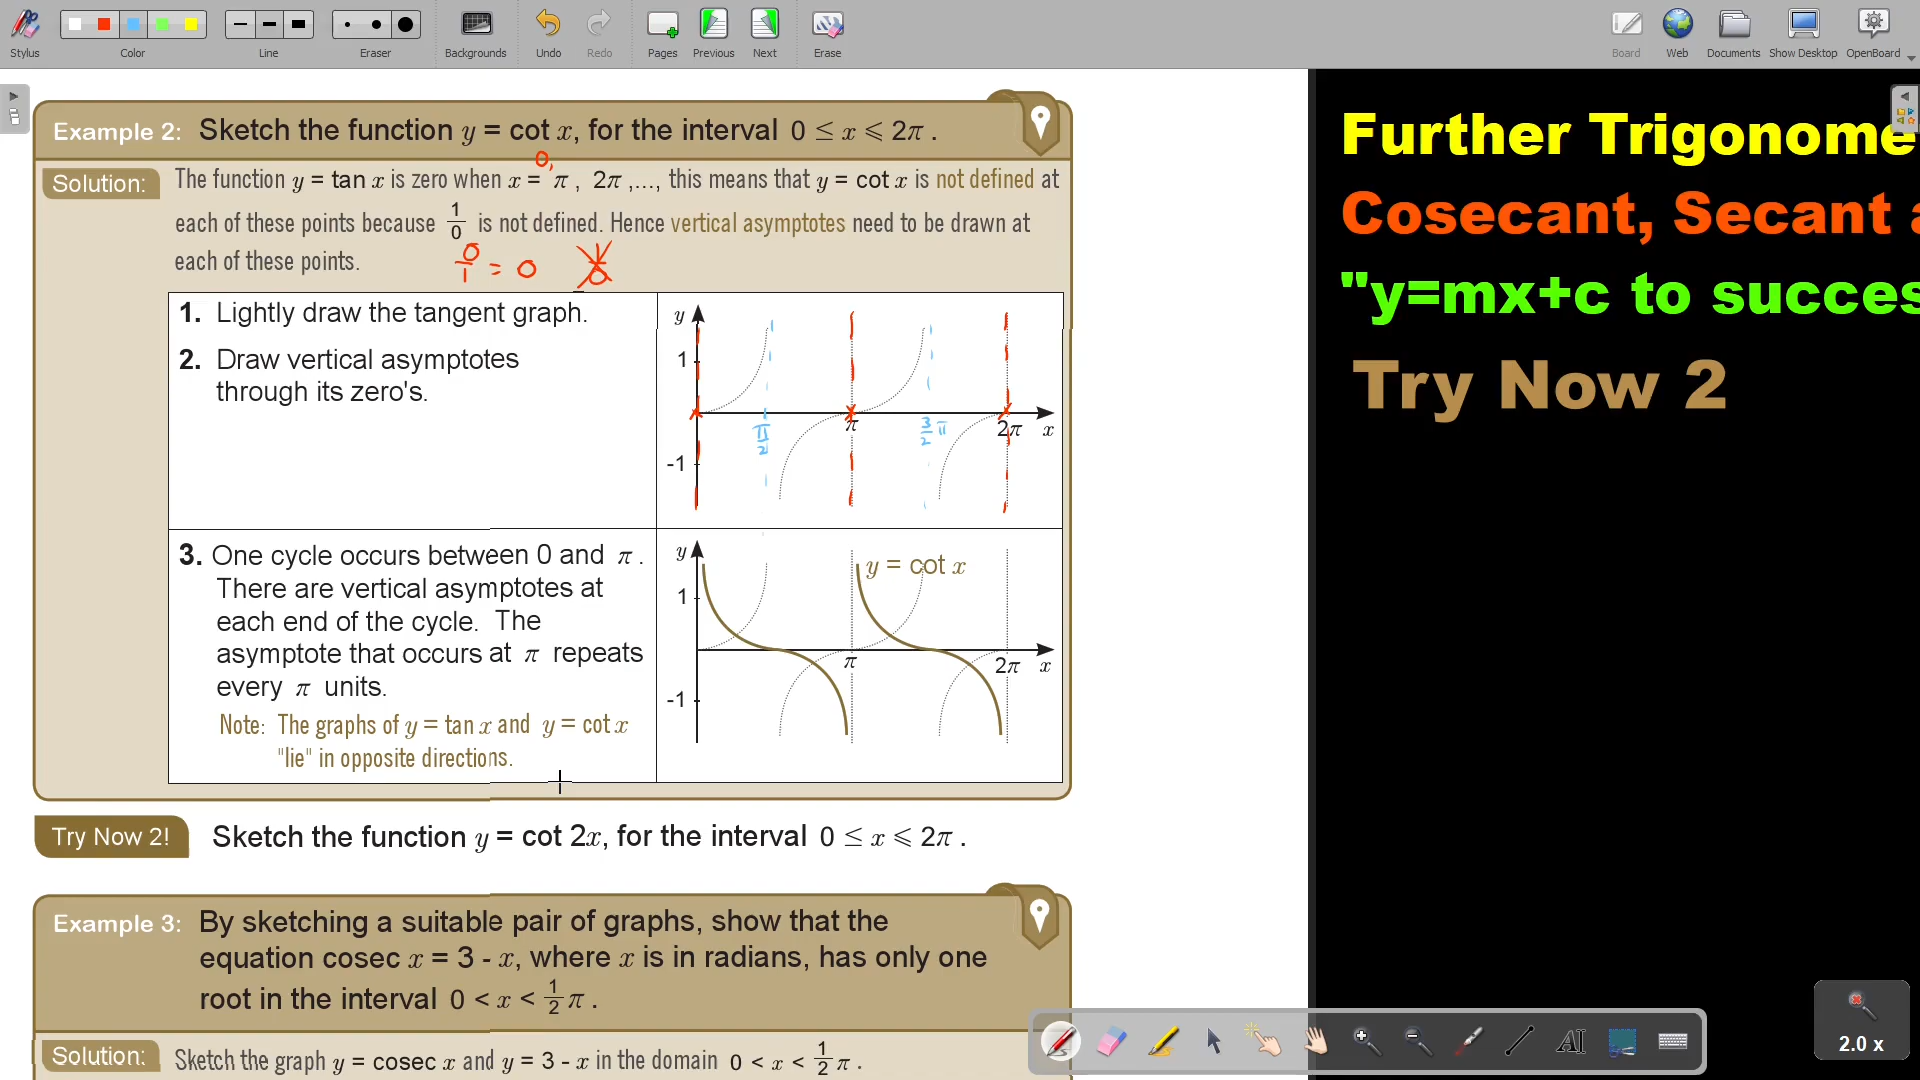 Stylus
Color
Line
Eraser
Backgrounds
Undo
Redo
Pages
Previous
Next
Erase
Board
Web
Documents
Show Desktop
OpenBoard
Example 2: Sketch the function y = cot x, for the interval 0 ≤ x ⩽ 2π .
0,
Solution: The function y = tan x is zero when x = π , 2π ,..., this means that y = cot x is not defined at
each of these points because 1/0 is not defined. Hence vertical asymptotes need to be drawn at
each of these points.
0/1 = 0
1. Lightly draw the tangent graph.
2. Draw vertical asymptotes
through its zero's.
y
1
-1
π/2
π
3/2 π
2π
x
3. One cycle occurs between 0 and π .
There are vertical asymptotes at
each end of the cycle. The
asymptote that occurs at π repeats
every π units.
Note: The graphs of y = tan x and y = cot x
"lie" in opposite directions.
y
y = cot x
1
-1
π
2π
x
Try Now 2! Sketch the function y = cot 2x, for the interval 0 ≤ x ⩽ 2π .
Example 3: By sketching a suitable pair of graphs, show that the
equation cosec x = 3 - x, where x is in radians, has only one
root in the interval 0 < x < 1/2 π .
Solution: Sketch the graph y = cosec x and y = 3 - x in the domain 0 < x < 1/2 π .
Further Trigonome
Cosecant, Secant a
"y=mx+c to succes
Try Now 2
2.0 x